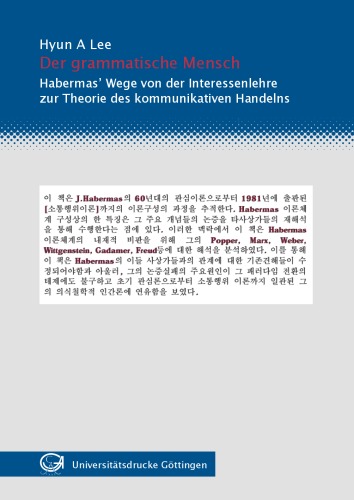 Hyun A Lee
Der grammatische Mensch
Habermas’ Wege von der Interessenlehre
zur Theorie des kommunikativen Handelns
이 책은 J.Habermas의 60년대의 관심이론으로부터 1981년에 출판된
[소통행위이론]까지의 이론구성의 과정을 추적한다. Habermas 이론체
계 구성상의 한 특징은 그 주요 개념들의 논증을 타사상가들의 재해석
을 통해 수행한다는 점에 있다. 이러한 맥락에서 이 책은 Habermas
이론체계의 내재적 비판을 위해 그의 Popper, Marx, Weber,
Wittgenstein, Gadamer, Freud등에 대한 해석을 분석하였다. 이를 통해
이 책은 Habermas의 이들 사상가들과의 관계에 대한 기존견해들이 수
정되어야함과 아울러, 그의 논증실패의 주요원인이 그 패러다임 전환의
테제에도 불구하고 초기 관심론으로부터 소통행위 이론까지 일관된 그
의 의식철학적 인간론에 연유함을 보였다.
Universitätsdrucke Göttingen